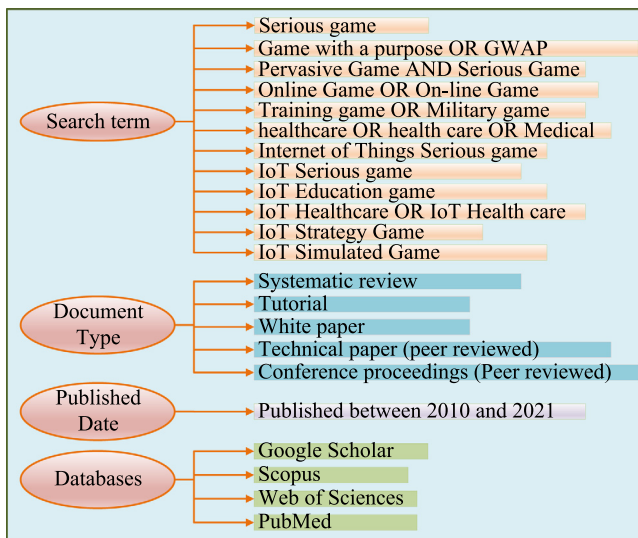 Search term
Serious game
Game with a purpose OR GWAP
Pervasive Game AND Serious Game
Online Game OR On-line Game
Training game OR Military game
healthcare OR health care OR Medical
Internet of Things Serious game
IoT Serious game
IoT Education game
IoT Healthcare OR IoT Health care
IoT Strategy Game
IoT Simulated Game
Document
Type
Systematic review
Tutorial
White paper
Technical paper (peer reviewed)
Conference proceedings (Peer reviewed)
Published
Date
Published between 2010 and 2021
Databases
Google Scholar
Scopus
Web of Sciences
PubMed